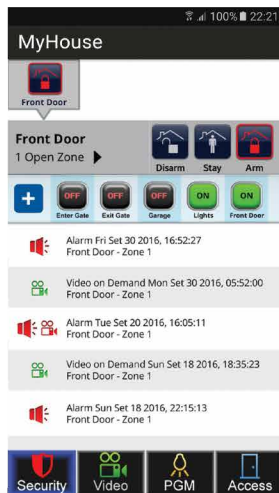 100% 22:21
MyHouse
Front Door
Front Door
1 Open Zone
Disarm Stay Arm
OFF OFF OFF ON ON
Enter Gate Exit Gate Garage Lights Front Door
Alarm Fri Set 30 2016, 16:52:27
Front Door - Zone 1
Video on Demand Mon Set 30 2016, 05:52:00
Front Door - Zone 1
Alarm Tue Set 20 2016, 16:05:11
Front Door - Zone 1
Video on Demand Sun Set 18 2016, 18:35:23
Front Door - Zone 1
Alarm Sun Set 18 2016, 22:15:13
Front Door - Zone 1
Security Video PGM Access